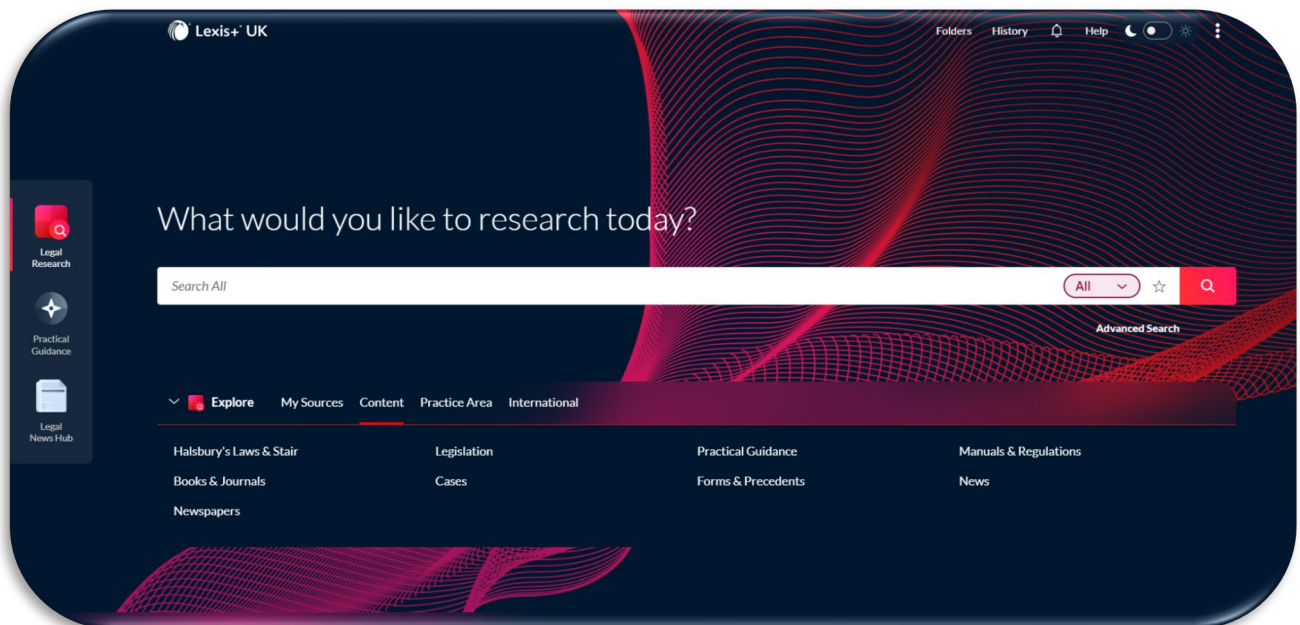 Lexis+® UK
Folders History Help
What would you like to research today?
Legal
Research
Search All
All
Advanced Search
Practical
Guidance
Explore My Sources Content Practice Area International
Legal
News Hub
Halsbury's Laws & Stair Legislation Practical Guidance Manuals & Regulations
Books & Journals Cases Forms & Precedents News
Newspapers